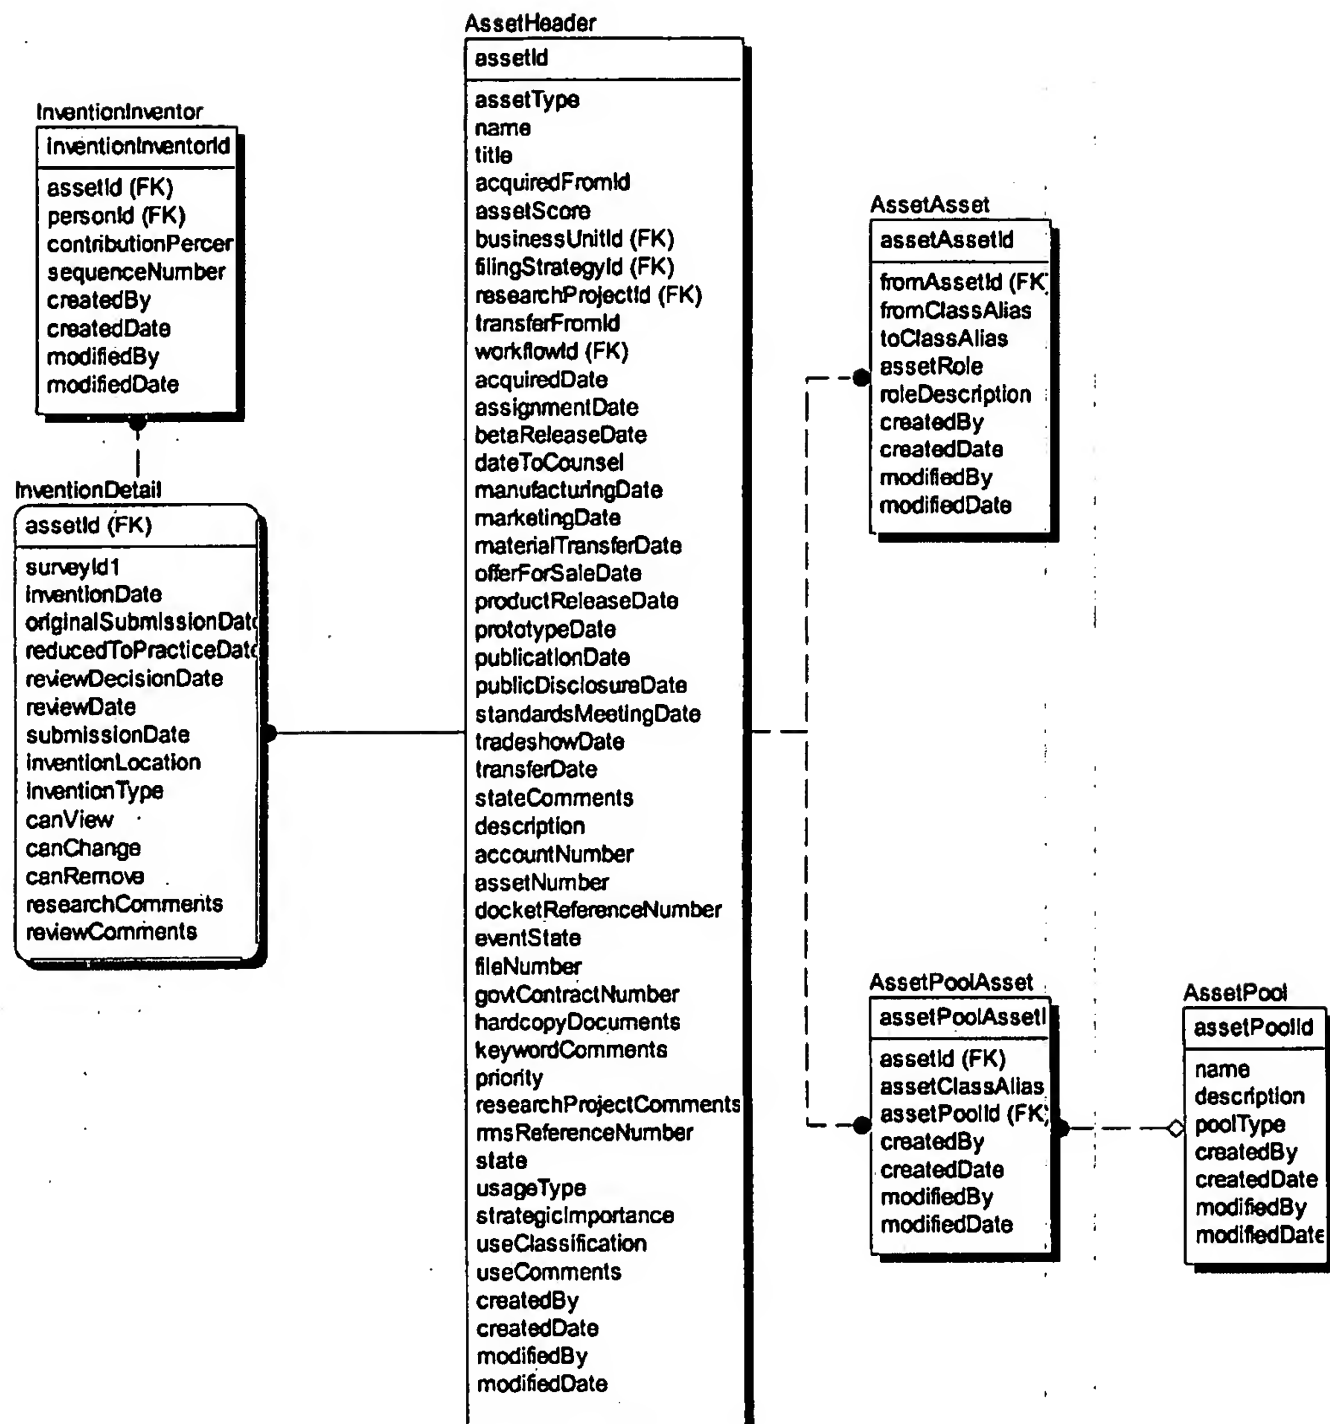 InventionInventor
inventionInventorId
assetId (FK)
personId (FK)
contributionPercer
sequenceNumber
createdBy
createdDate
modifiedBy
modifiedDate
InventionDetail
assetId (FK)
surveyId1
inventionDate
originalSubmissionDate
reducedToPracticeDate
reviewDecisionDate
reviewDate
submissionDate
inventionLocation
inventionType
canView
canChange
canRemove
researchComments
reviewComments
AssetHeader
assetId
assetType
name
title
acquiredFromId
assetScore
businessUnitId (FK)
filingStrategyId (FK)
researchProjectId (FK)
transferFromId
workflowId (FK)
acquiredDate
assignmentDate
betaReleaseDate
dateToCounsel
manufacturingDate
marketingDate
materialTransferDate
offerForSaleDate
productReleaseDate
prototypeDate
publicationDate
publicDisclosureDate
standardsMeetingDate
tradeshowDate
transferDate
stateComments
description
accountNumber
assetNumber
docketReferenceNumber
eventState
fileNumber
govtContractNumber
hardcopyDocuments
keywordComments
priority
researchProjectComments
rmsReferenceNumber
state
usageType
strategicImportance
useClassification
useComments
createdBy
createdDate
modifiedBy
modifiedDate
AssetAsset
assetAssetId
fromAssetId (FK
fromClassAlias
toClassAlias
assetRole
roleDescription
createdBy
createdDate
modifiedBy
modifiedDate
AssetPoolAsset
assetPoolAssetI
assetId (FK)
assetClassAlias
assetPoolId (FK)
createdBy
createdDate
modifiedBy
modifiedDate
AssetPool
assetPoolId
name
description
poolType
createdBy
createdDate
modifiedBy
modifiedDate